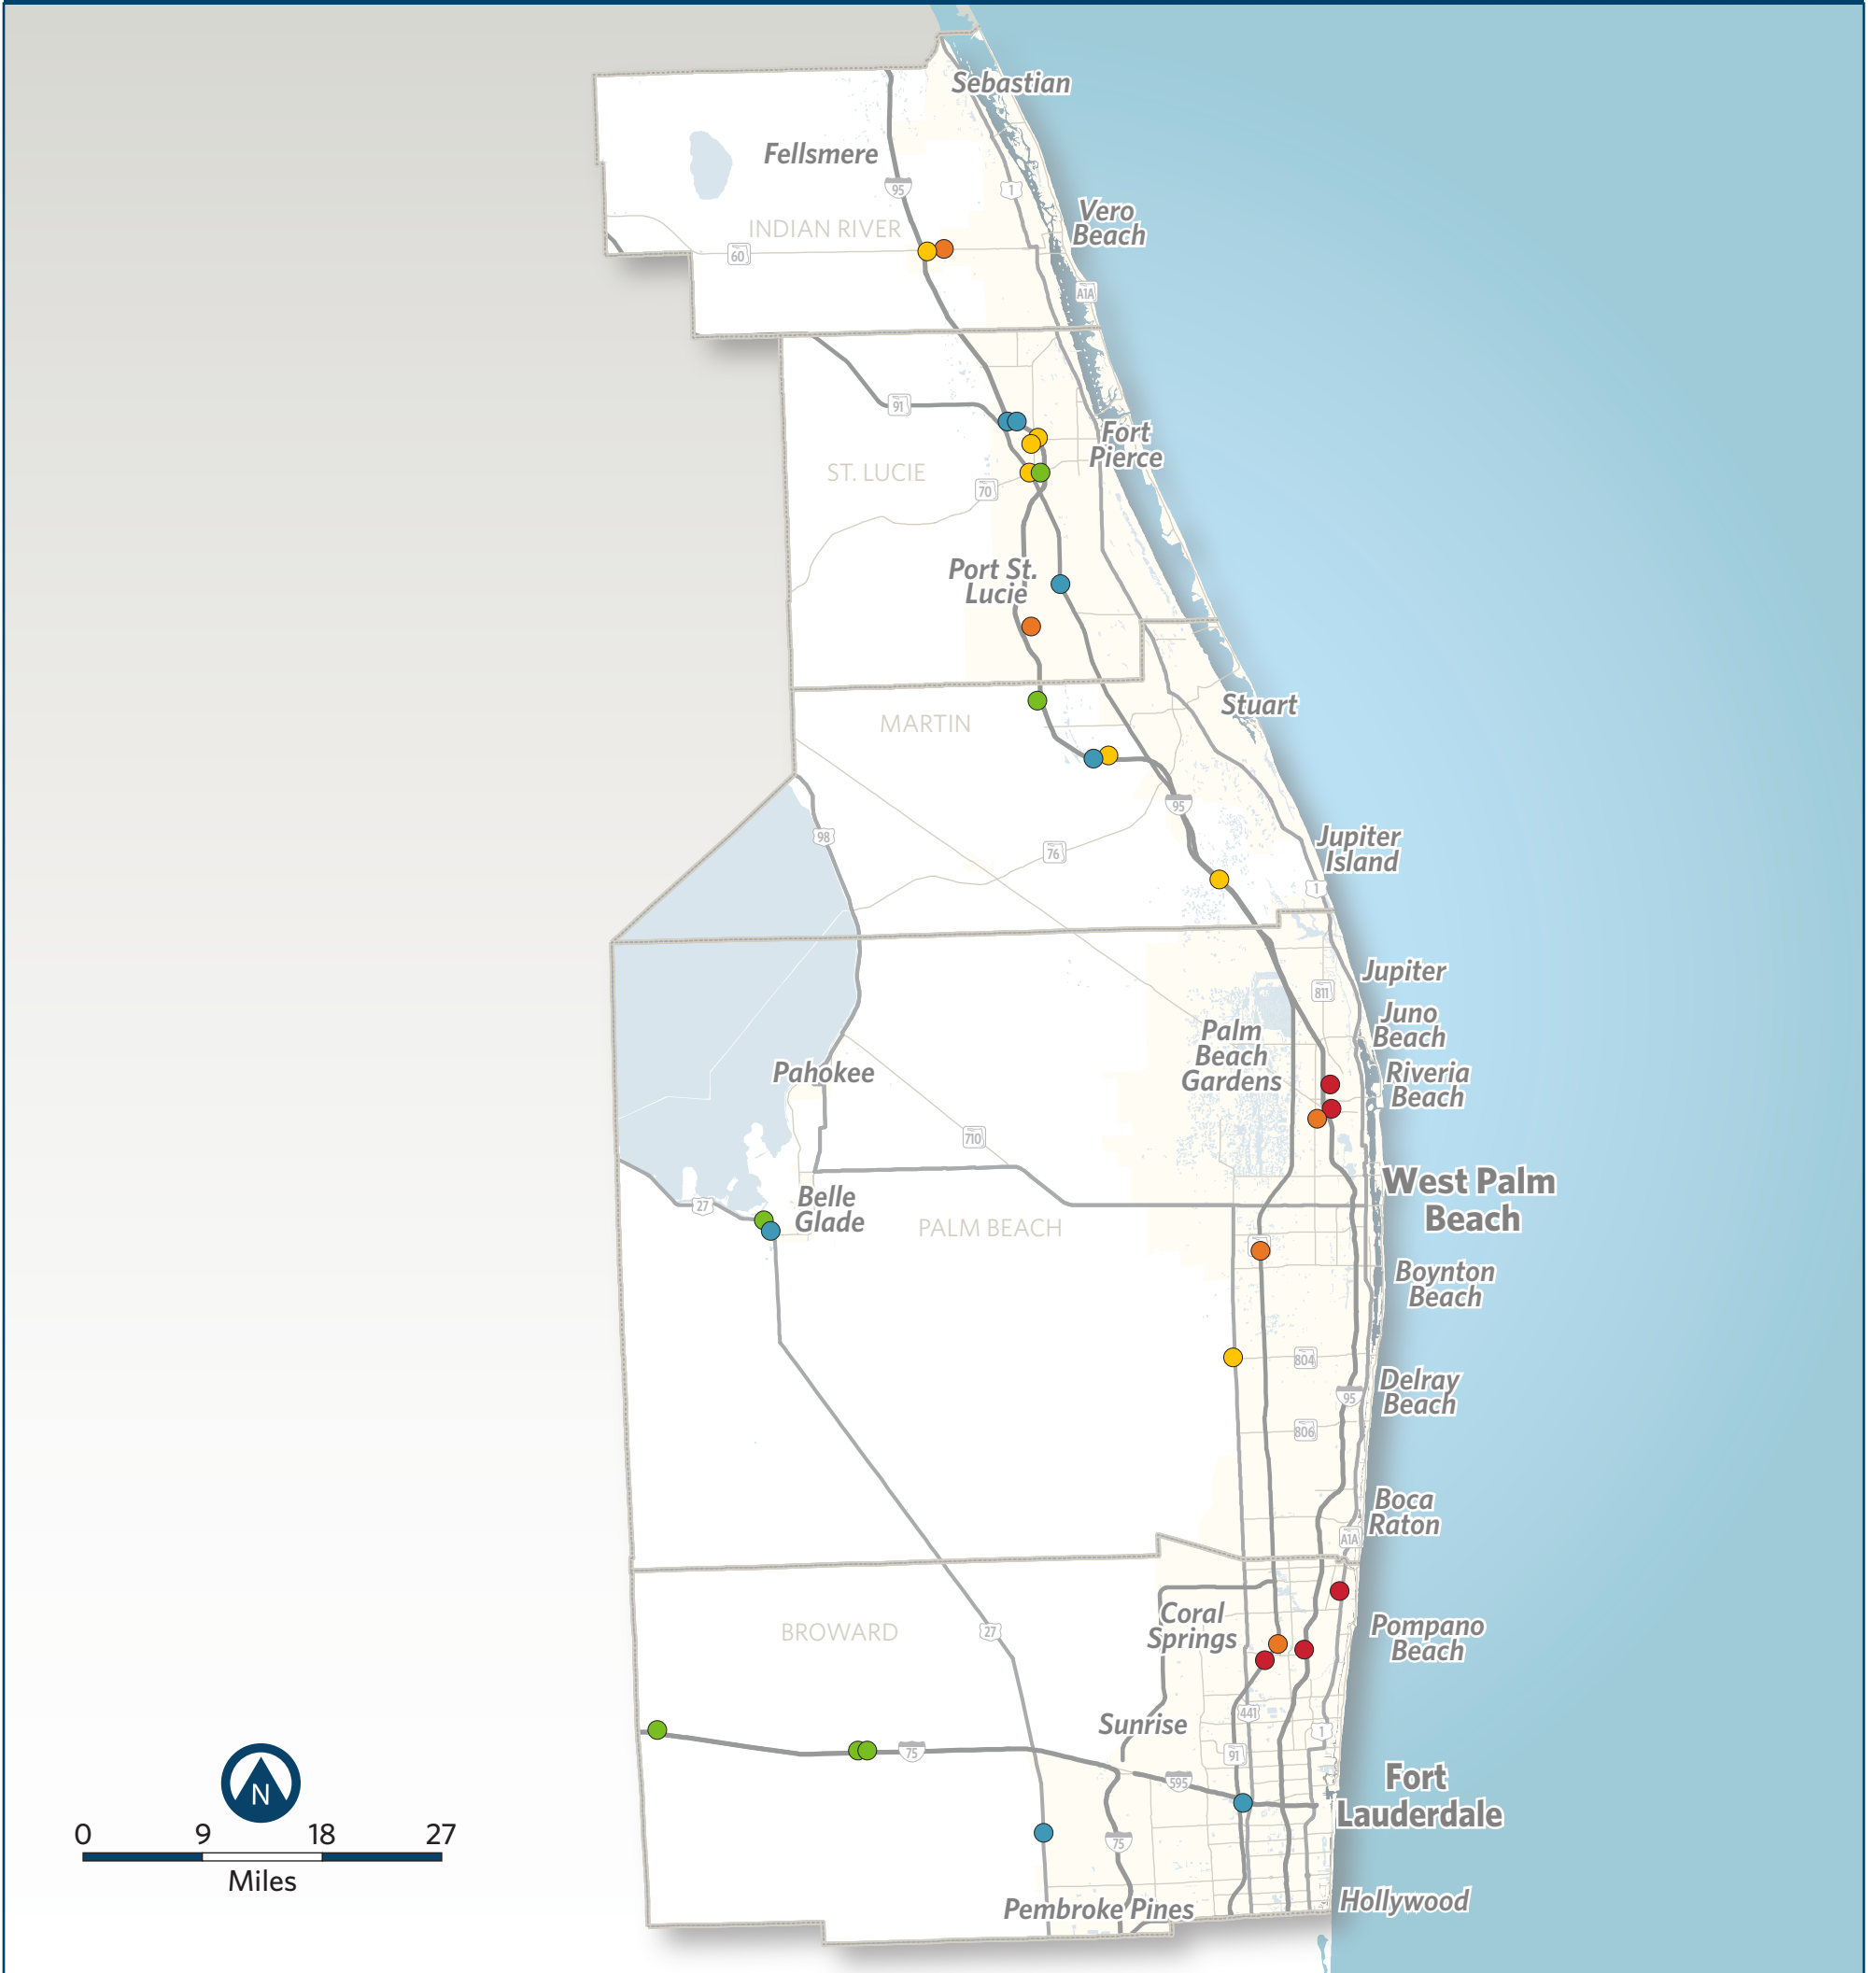 Sebastian
Fellsmere
95
1
Vero
Beach
INDIAN RIVER
60
A1A
91
Fort
Pierce
ST. LUCIE
70
Port St.
Lucie
Stuart
MARTIN
95
98
Jupiter
Island
76
1
Jupiter
811
Juno
Beach
Palm
Beach
Gardens
Pahokee
Riveria
Beach
710
West Palm
Beach
Belle
Glade
27
PALM BEACH
Boynton
Beach
804
Delray
Beach
95
806
Boca
Raton
A1A
Coral
Springs
Pompano
Beach
BROWARD
27
441
Sunrise
1
75
91
595
Fort
Lauderdale
N
0 9 18 27
Miles
75
Pembroke Pines
Hollywood